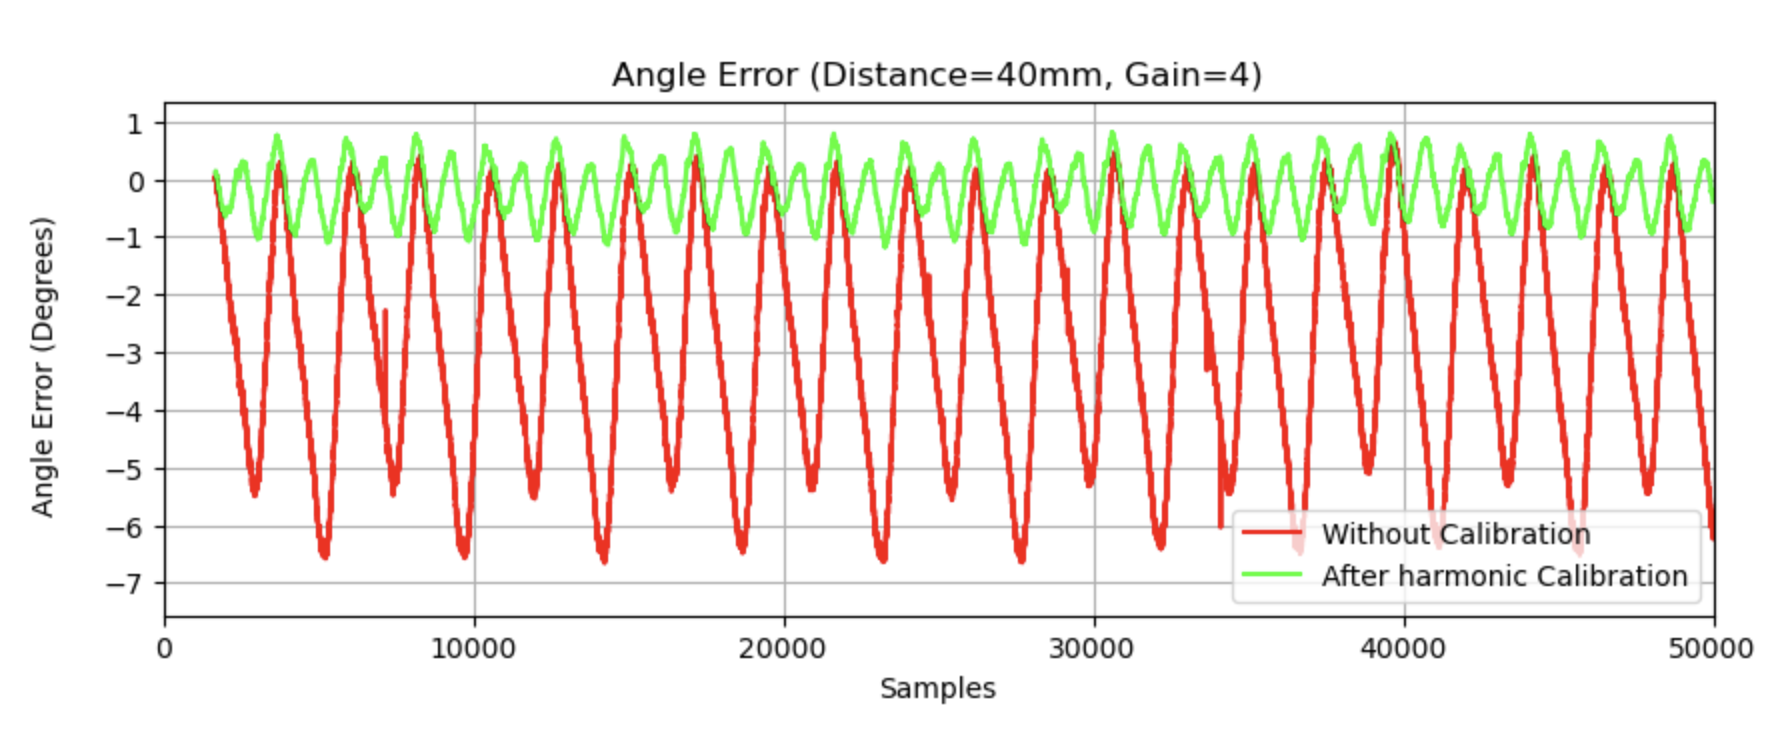 Angle Error (Distance=40mm, Gain=4)
Angle Error (Degrees)
1
0
−1
−2
−3
−4
−5
−6
−7
Without Calibration
After harmonic Calibration
0 10000 20000 30000 40000 50000
Samples